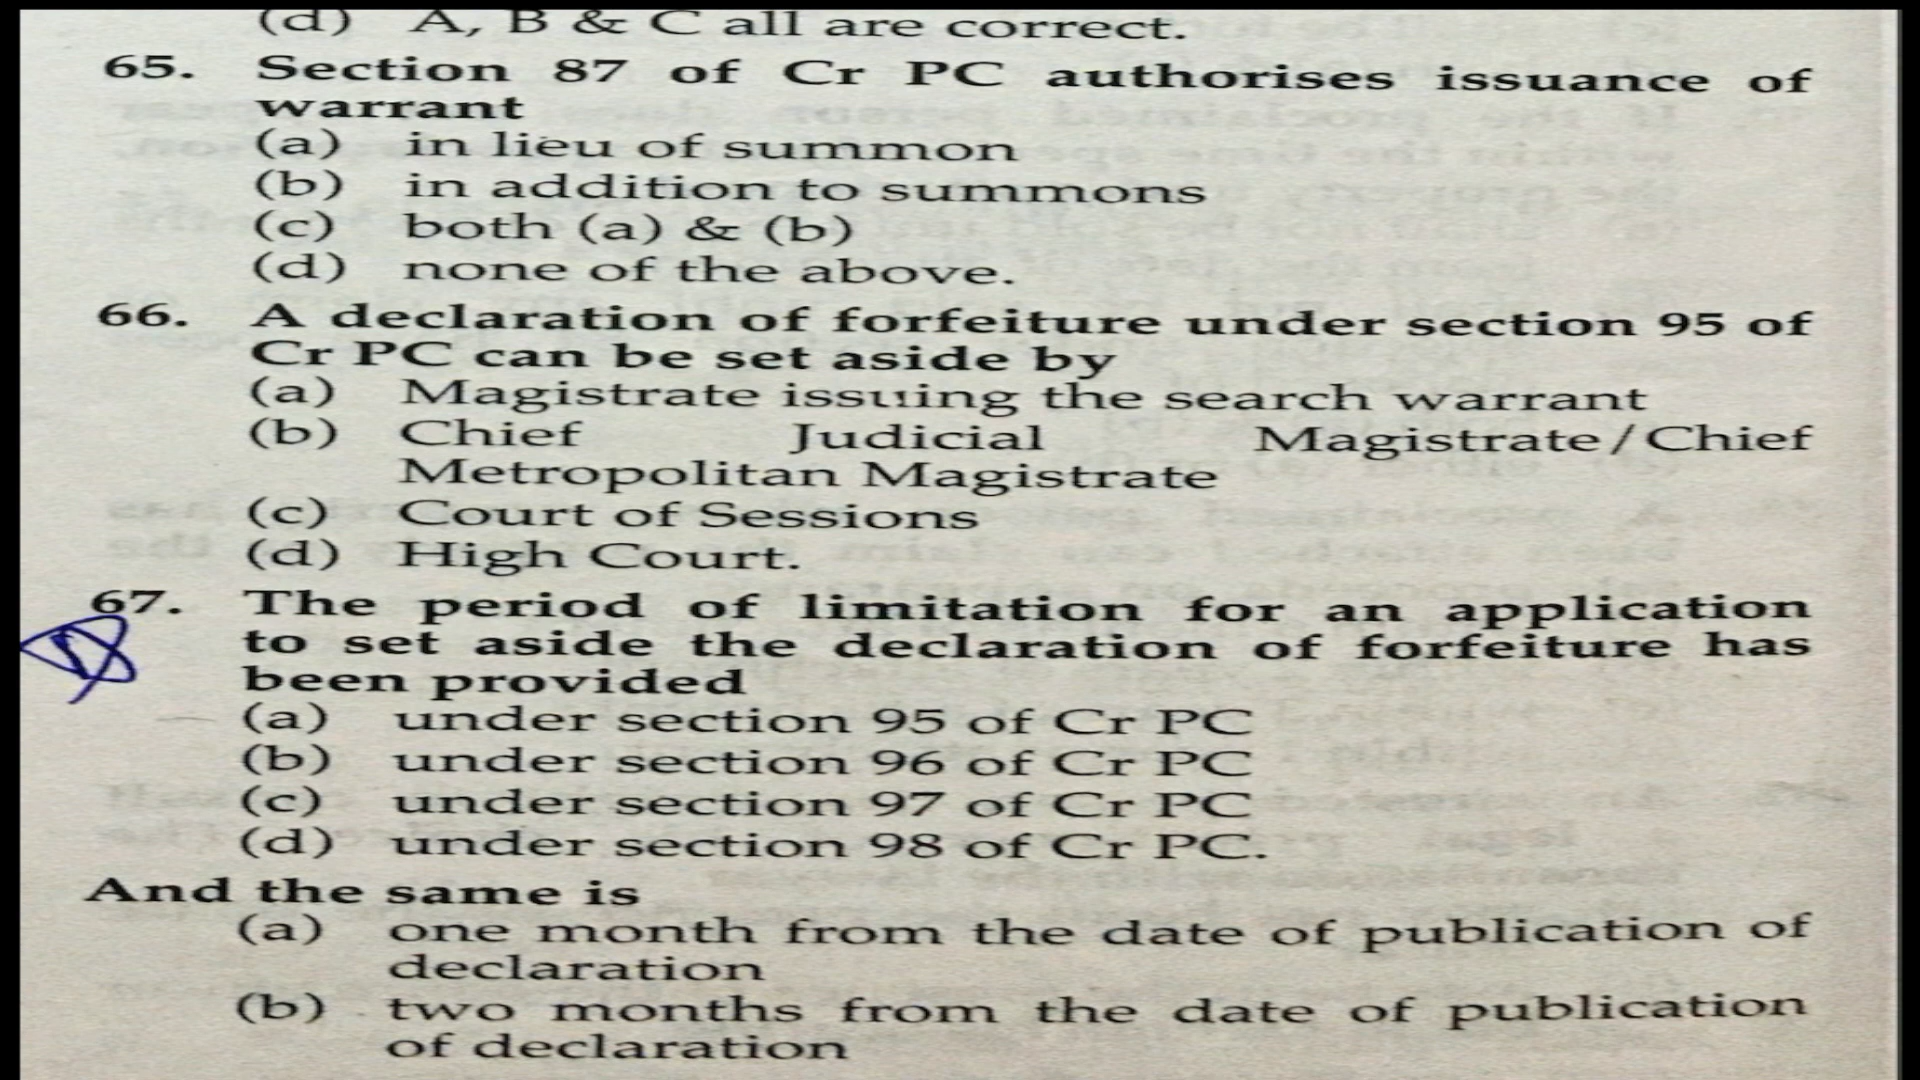 (d) A, B & C all are correct.
65. Section 87 of Cr PC authorises issuance of
warrant
(a) in lieu of summon
(b) in addition to summons
(c) both (a) & (b)
(d) none of the above.
66. A declaration of forfeiture under section 95 of
Cr PC can be set aside by
(a) Magistrate issuing the search warrant
(b) Chief Judicial Magistrate/Chief
Metropolitan Magistrate
(c) Court of Sessions
(d) High Court.
67. The period of limitation for an application
to set aside the declaration of forfeiture has
been provided
(a) under section 95 of Cr PC
(b) under section 96 of Cr PC
(c) under section 97 of Cr PC
(d) under section 98 of Cr PC.
And the same is
(a) one month from the date of publication of
declaration
(b) two months from the date of publication
of declaration